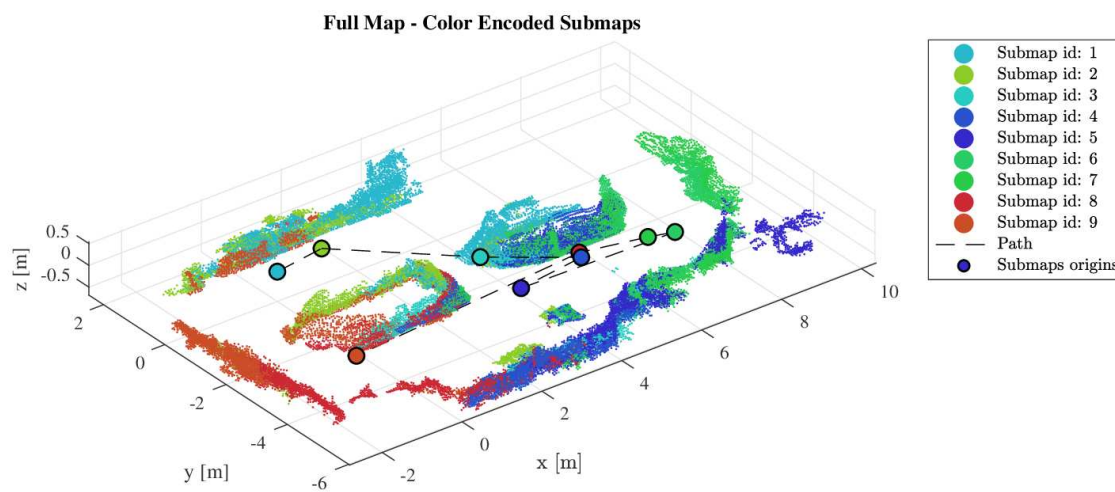 Full Map - Color Encoded Submaps
Submap id: 1
Submap id: 2
Submap id: 3
Submap id: 4
Submap id: 5
Submap id: 6
Submap id: 7
Submap id: 8
Submap id: 9
Path
Submaps origins
z [m]
0.5
0
-0.5
y [m]
2
0
-2
-4
-6
x [m]
-2
0
2
4
6
8
10